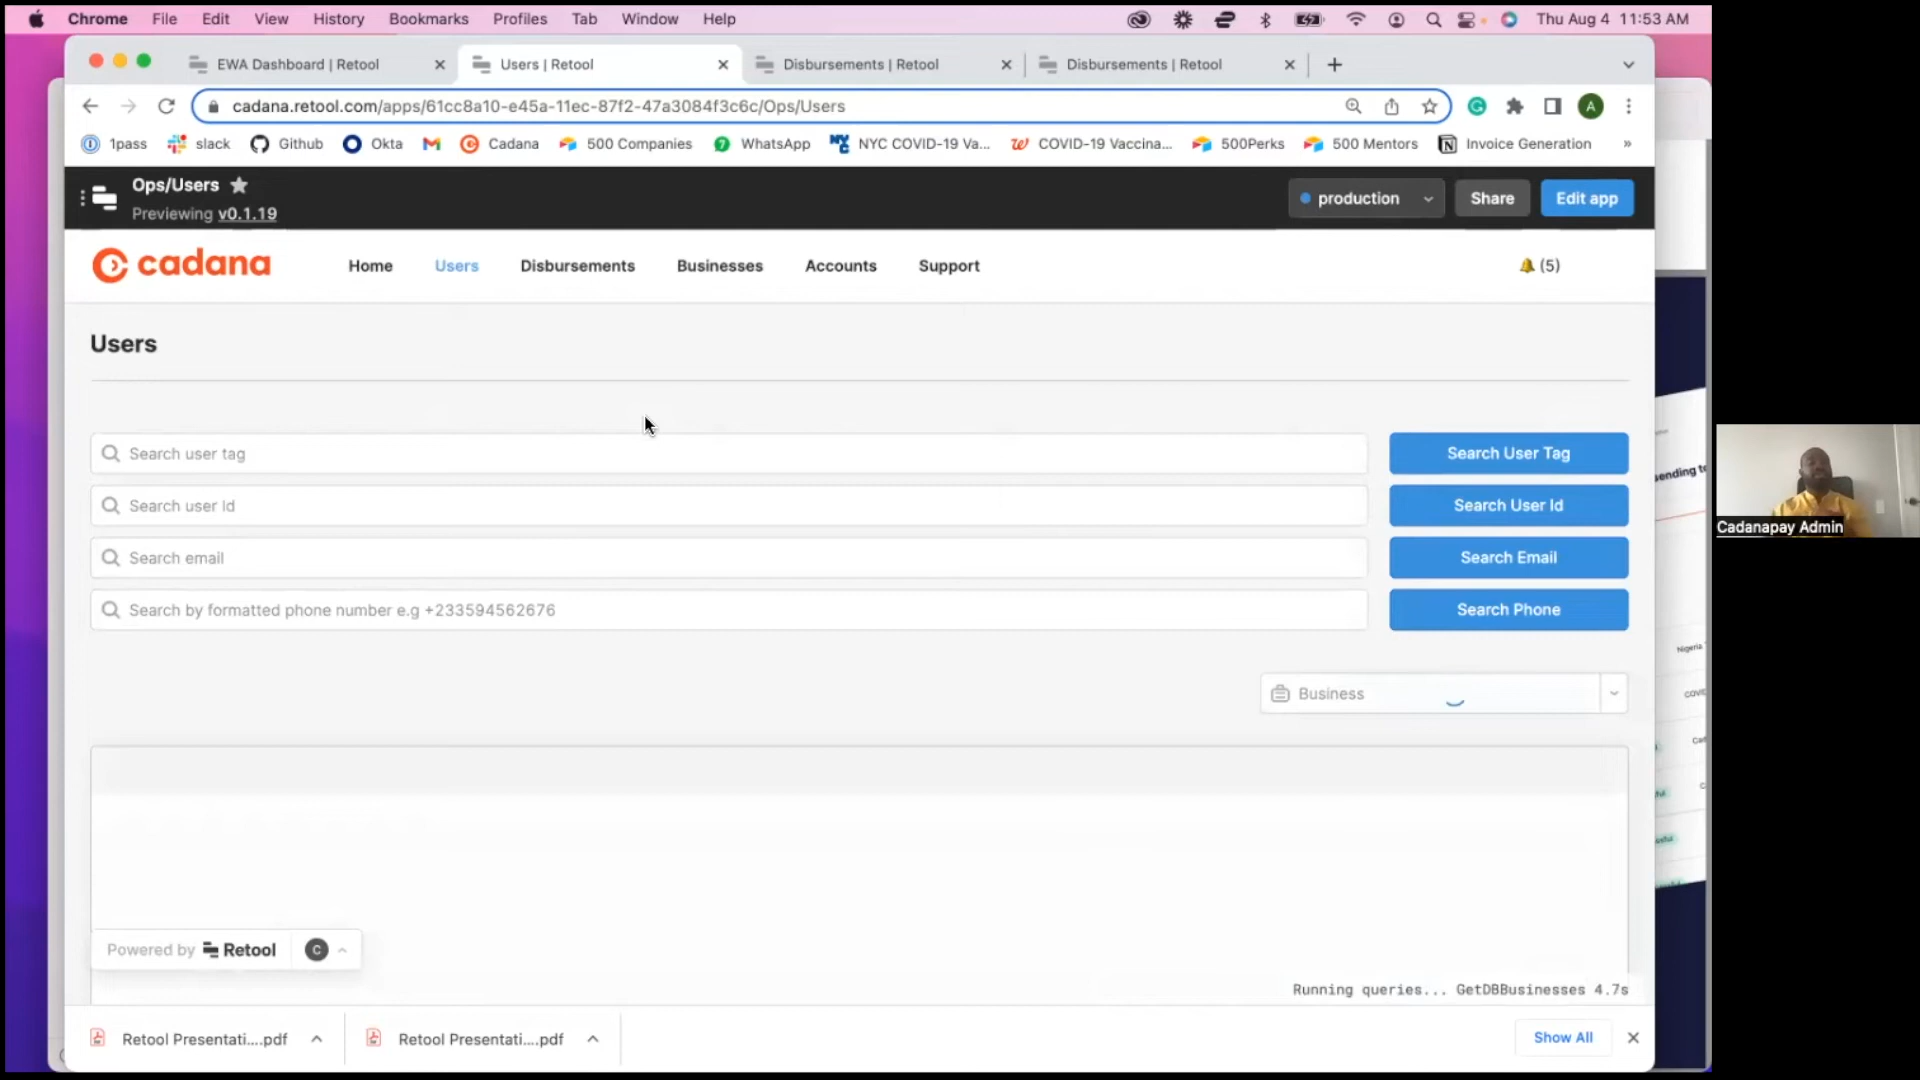 Chrome File Edit View History Bookmarks Profiles Tab Window Help Thu Aug 4 11:53 AM
EWA Dashboard | Retool Users | Retool Disbursements | Retool Disbursements | Retool
cadana.retool.com/apps/61cc8a10-e45a-11ec-87f2-47a3084f3c6c/Ops/Users A
1pass slack Github Okta Cadana 500 Companies 7 WhatsApp NYC COVID-19 Va... COVID-19 Vaccina... 500Perks 500 Mentors Invoice Generation »
Ops/Users
Previewing v0.1.19
production Share Edit app
cadana Home Users Disbursements Businesses Accounts Support (5)
Users
Search user tag Search User Tag
Search user Id Search User Id
Search email Search Email
Search by formatted phone number e.g +233594562676 Search Phone
Business
Powered by Retool C
Running queries... GetDBBusinesses 4.7s
Retool Presentati....pdf Retool Presentati....pdf Show All
sending
Nigeria
Cadanapay Admin